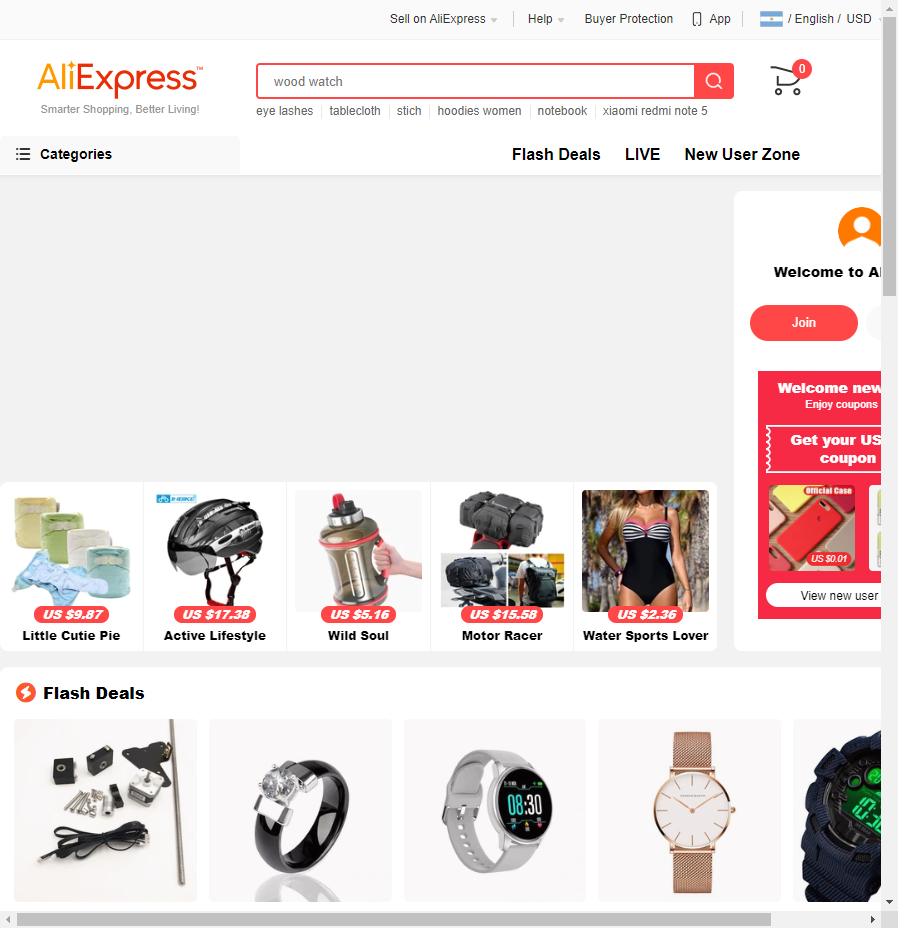 Sell on AliExpress
Help
Buyer Protection
App
/ English / USD
AliExpress™
Smarter Shopping, Better Living!
wood watch
0
eye lashes
tablecloth
stich
hoodies women
notebook
xiaomi redmi note 5
Categories
Flash Deals
LIVE
New User Zone
Welcome to Al
Join
Welcome new
Enjoy coupons
Get your US
coupon
Official Case
US $0.01
View new user
US $9.87
Little Cutie Pie
US $17.38
Active Lifestyle
US $5.16
Wild Soul
US $15.58
Motor Racer
US $2.36
Water Sports Lover
Flash Deals
08:30